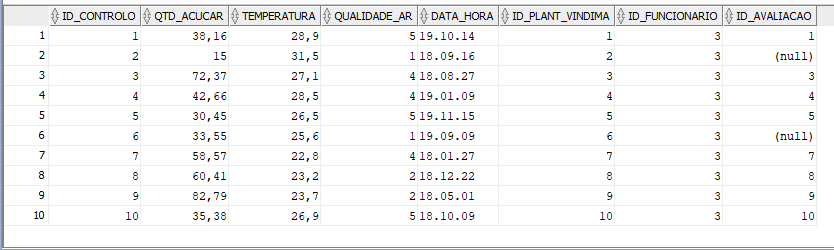 ID_CONTROLO QTD_ACUCAR TEMPERATURA QUALIDADE_AR DATA_HORA ID_PLANT_VINDIMA ID_FUNCIONARIO ID_AVALIACAO
1 1 38,16 28,9 5 19.10.14 1 3 1
2 2 15 31,5 1 18.09.16 2 3 (null)
3 3 72,37 27,1 4 18.08.27 3 3 3
4 4 42,66 28,5 4 19.01.09 4 3 4
5 5 30,45 26,5 5 19.11.15 5 3 5
6 6 33,55 25,6 1 19.09.09 6 3 (null)
7 7 58,57 22,8 4 18.01.27 7 3 7
8 8 60,41 23,2 2 18.12.22 8 3 8
9 9 82,79 23,7 2 18.05.01 9 3 9
10 10 35,38 26,9 5 18.10.09 10 3 10